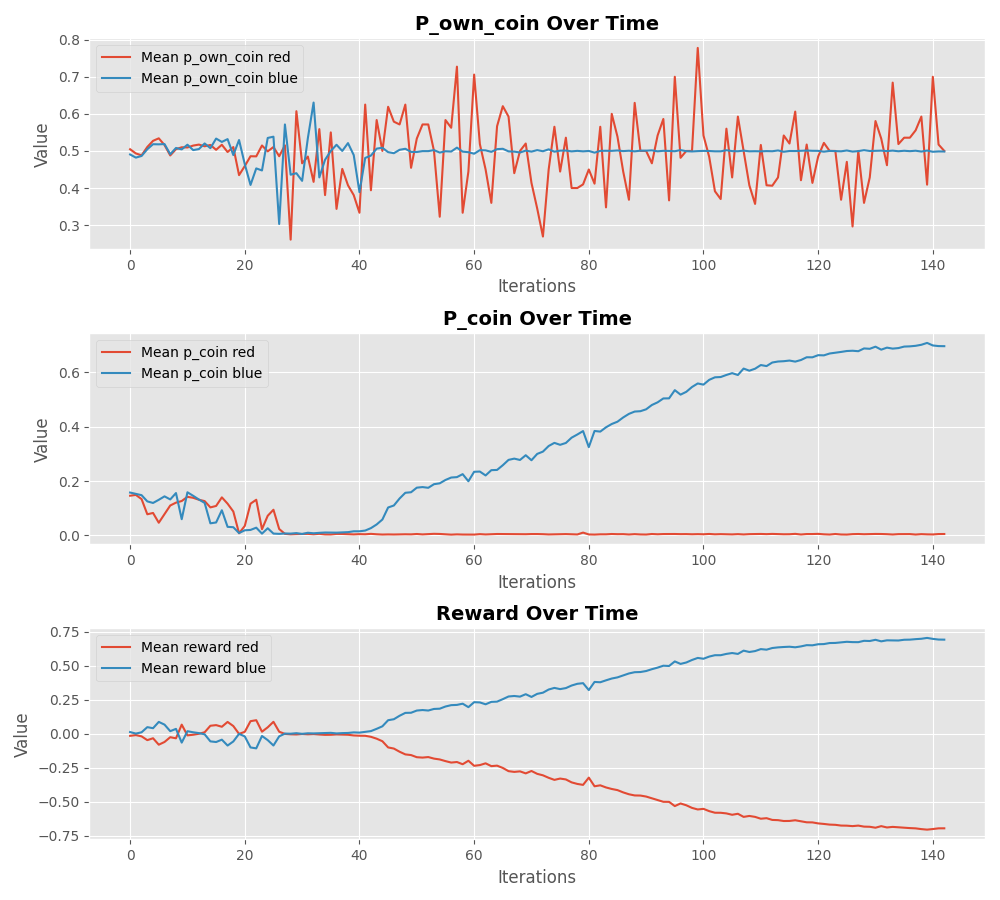 P_own_coin Over Time
Mean p_own_coin red
Mean p_own_coin blue
Value
0.8
0.7
0.6
0.5
0.4
0.3
0 20 40 60 80 100 120 140
Iterations
P_coin Over Time
Mean p_coin red
Mean p_coin blue
Value
0.6
0.4
0.2
0.0
0 20 40 60 80 100 120 140
Iterations
Reward Over Time
Mean reward red
Mean reward blue
Value
0.75
0.50
0.25
0.00
−0.25
−0.50
−0.75
0 20 40 60 80 100 120 140
Iterations